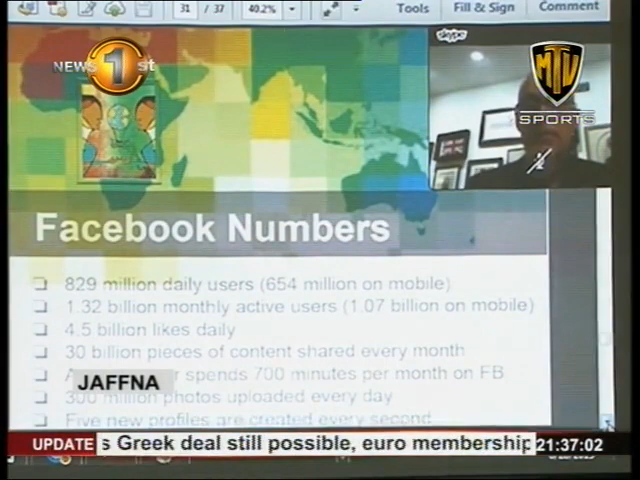 31 / 37
40.2%
Tools
Fill & Sign
Comment
NEWS 1st
skype
MTV
SPORTS
Facebook Numbers
829 million daily users (654 million on mobile)
1.32 billion monthly active users (1.07 billion on mobile)
4.5 billion likes daily
30 billion pieces of content shared every month
spends 700 minutes per month on FB
JAFFNA
300 million photos uploaded every day
Five new profiles are created every second
UPDATE
s Greek deal still possible, euro membership
21:37:02